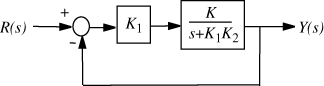 R(s) + - K₁ K/(s+K₁K₂) Y(s)